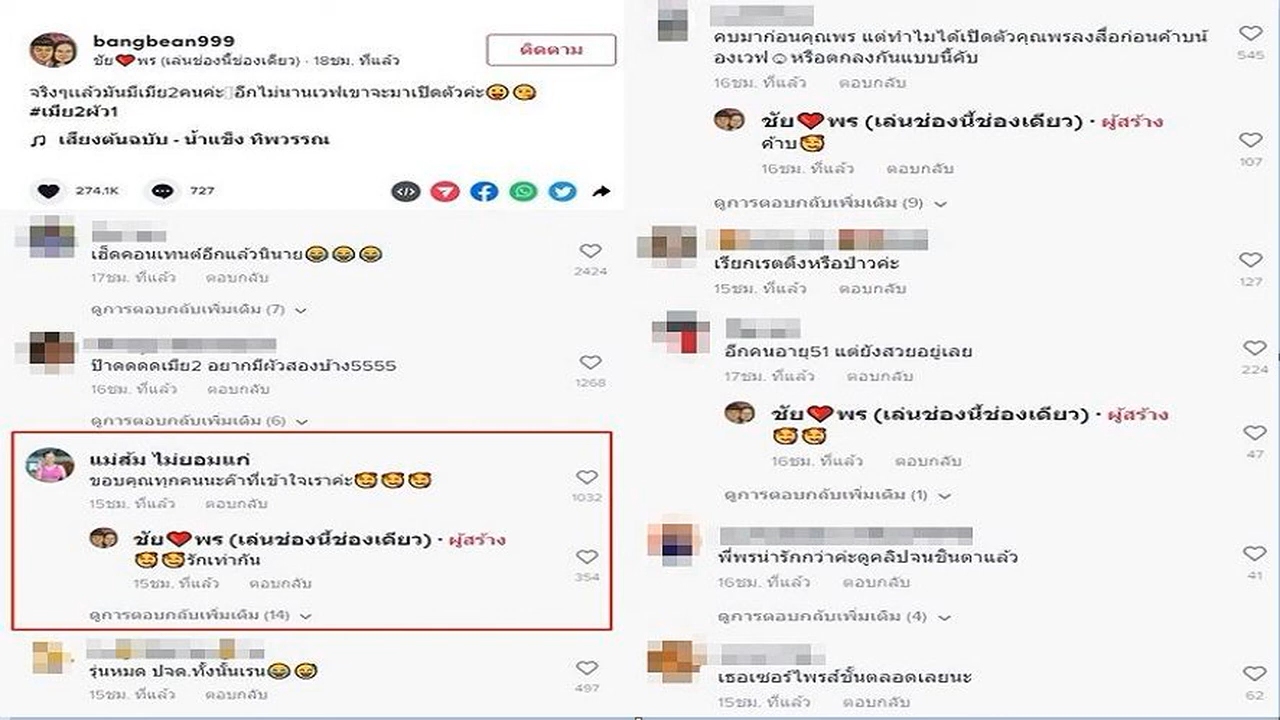 bangbean999
ชัย❤️พร (เล่นช่องนี้ช่องเดียว) · 18ชม. ที่แล้ว
ติดตาม
จริงๆแล้วมันมีเมีย2คนค่ะ อีกไม่นานเวฟเขาจะมาเปิดตัวค่ะ😛😋
#เมีย2ผัว1
♫ เสียงต้นฉบับ - น้ำแข็ง ทิพวรรณ
274.1K 727
เฮ็ดคอนเทนต์อีกแล้วนินาย😂😂😂
17ชม. ที่แล้ว ตอบกลับ
2424
ดูการตอบกลับเพิ่มเติม (7)
ป๊าดดดดเมีย2 อยากมีผัวสองบ้าง5555
16ชม. ที่แล้ว ตอบกลับ
1268
ดูการตอบกลับเพิ่มเติม (6)
แม่ส้ม ไม่ยอมแก่
ขอบคุณทุกคนนะค๊าที่เข้าใจเราค่ะ🥰🥰🥰
15ชม. ที่แล้ว ตอบกลับ
1032
ชัย❤️พร (เล่นช่องนี้ช่องเดียว) · ผู้สร้าง
🥰🥰รักเท่ากัน
15ชม. ที่แล้ว ตอบกลับ
354
ดูการตอบกลับเพิ่มเติม (14)
รุ่นหมด ปจด.ทั้งนั้นเรน😂😅
15ชม. ที่แล้ว ตอบกลับ
497
คบมาก่อนคุณพร แต่ทำไมได้เปิดตัวคุณพรลงสื่อก่อนค้าบน้
องเวฟ☺หรือตกลงกันแบบนี้คับ
16ชม. ที่แล้ว ตอบกลับ
545
ชัย❤️พร (เล่นช่องนี้ช่องเดียว) · ผู้สร้าง
ค้าบ🥰
16ชม. ที่แล้ว ตอบกลับ
107
ดูการตอบกลับเพิ่มเติม (9)
เรียกเรตติ้งหรือป่าวค่ะ
15ชม. ที่แล้ว ตอบกลับ
127
อีกคนอายุ51 แต่ยังสวยอยู่เลย
17ชม. ที่แล้ว ตอบกลับ
224
ชัย❤️พร (เล่นช่องนี้ช่องเดียว) · ผู้สร้าง
🥰🥰
16ชม. ที่แล้ว ตอบกลับ
47
ดูการตอบกลับเพิ่มเติม (1)
พี่พรน่ารักกว่าค่ะดูคลิปจนชินตาแล้ว
16ชม. ที่แล้ว ตอบกลับ
41
ดูการตอบกลับเพิ่มเติม (4)
เธอเซอร์ไพรส์ชั้นตลอดเลยนะ
15ชม. ที่แล้ว ตอบกลับ
62